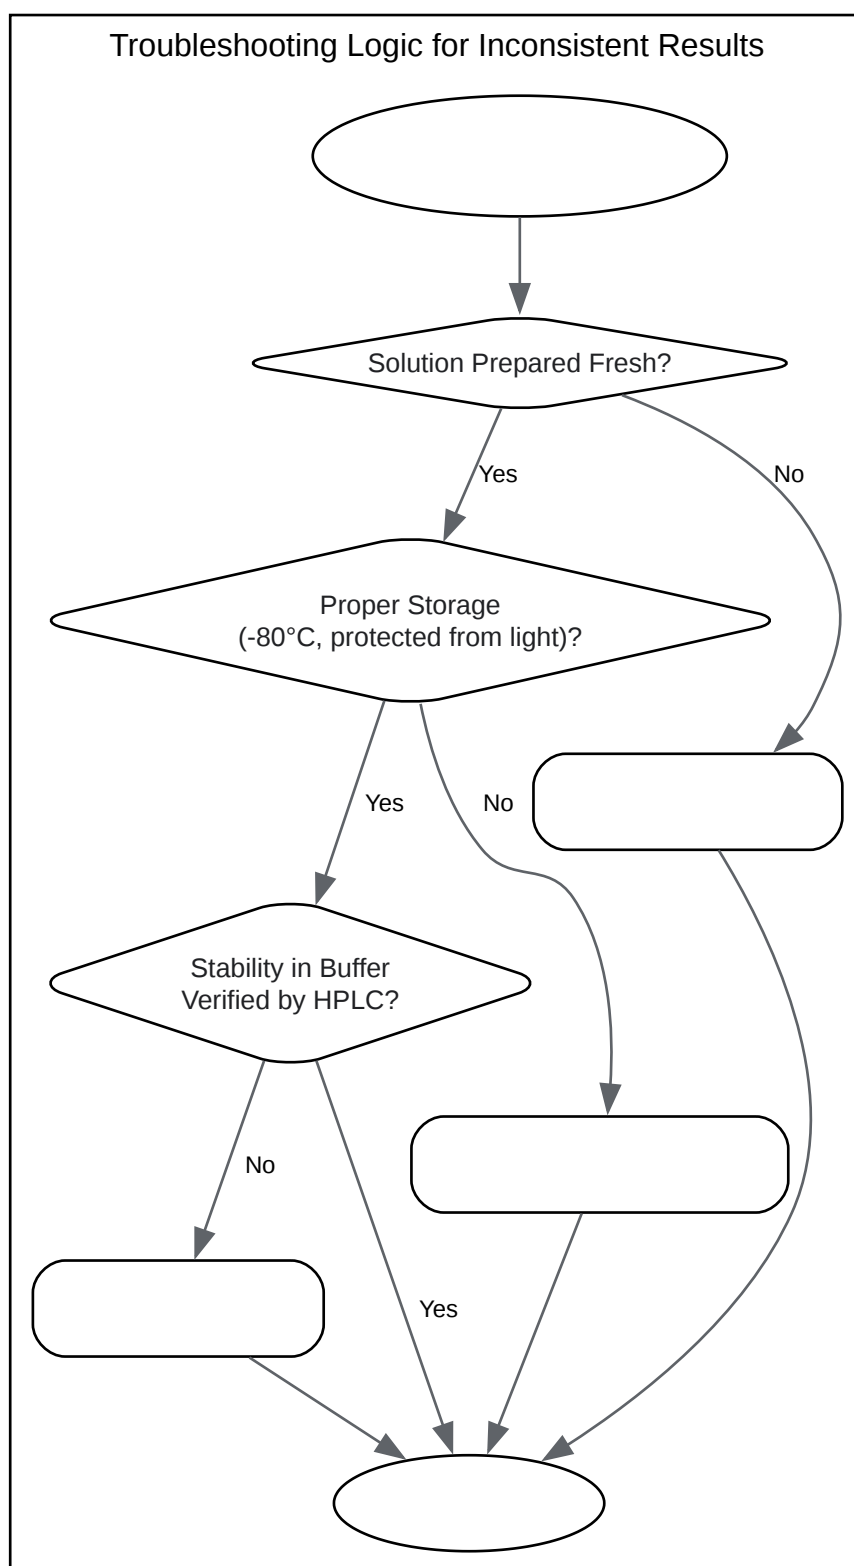 Troubleshooting Logic for Inconsistent Results
Solution Prepared Fresh?
Yes
No
Proper Storage
(-80°C, protected from light)?
Yes
No
Stability in Buffer
Verified by HPLC?
No
Yes